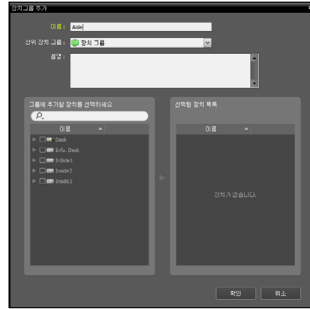 장치그룹 추가
이름: Aisle
상위 장치 그룹: 장치 그룹
설명:
그룹에 추가할 장치를 선택하세요
이름
Desk
Info. Desk
InSide1
Inside2
Inside3
선택된 장치 목록
이름
장치가 없습니다.
확인 취소